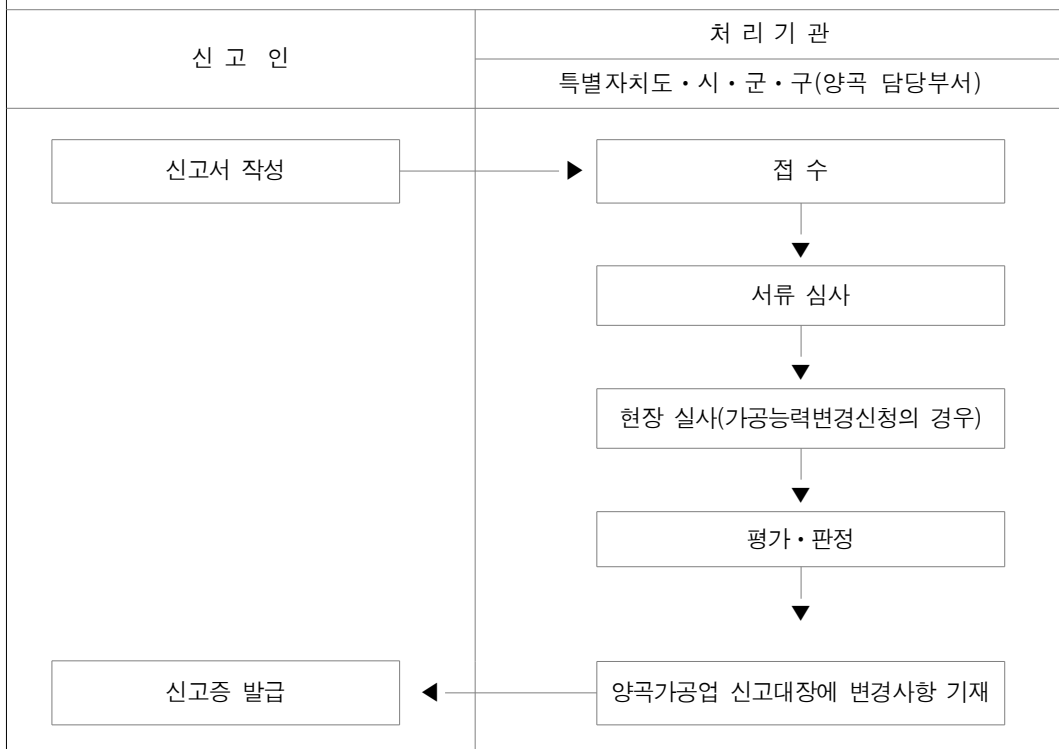 신 고 인
처 리 기 관
특별자치도・시・군・구(양곡 담당부서)
신고서 작성
접 수
서류 심사
현장 실사(가공능력변경신청의 경우)
평가・판정
신고증 발급
양곡가공업 신고대장에 변경사항 기재